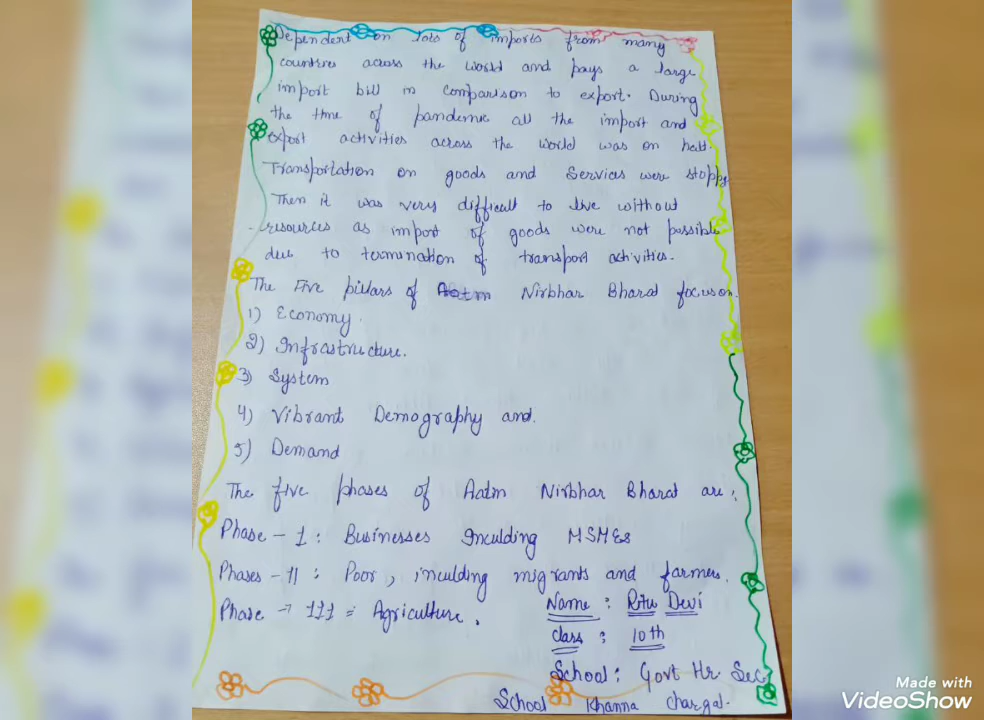 Dependent on lots of imports from many
countries across the world and pays a large
import bill in comparison to export. During
the time of pandemic all the import and
export activities across the world was on halt.
Transportation on goods and Services were stopp
Then it was very difficult to live without
resources as import of goods were not possible
due to termination of transport activities.
The Five pillars of Aatm Nirbhar Bharat focus on
1) Economy.
2) Infrastructure.
3) System
4) Vibrant Demography and.
5) Demand
The five phases of Aatm Nirbhar Bharat are,
Phase - I : Businesses Inculding MSMEs
Phases - II : Poor, inculding migrants and farmers.
Phase - III = Agriculture.
Name : Ritu Devi
class : 10th
School : Govt Hr. Sec
School Khanna Chargal.
Made with
VideoShow